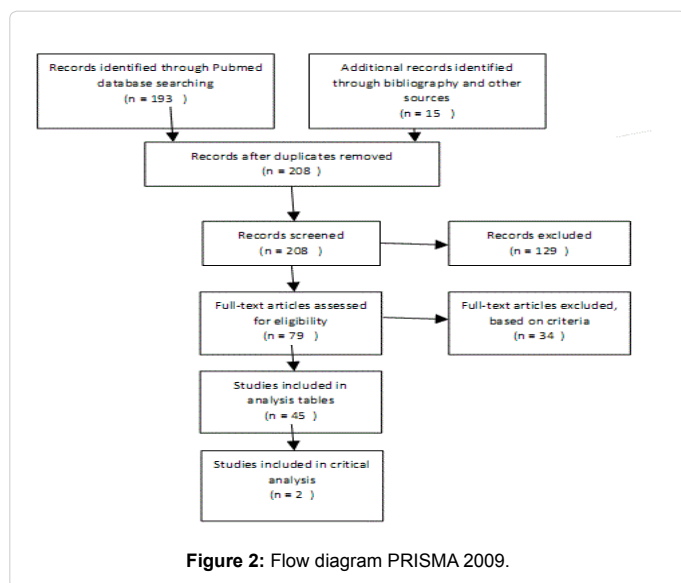 Records identified through Pubmed
database searching
(n = 193 )
Additional records identified
through bibliography and other
sources
(n = 15 )
Records after duplicates removed
(n = 208 )
Records screened
(n = 208 )
Records excluded
(n = 129 )
Full-text articles assessed
for eligibility
(n = 79 )
Full-text articles excluded,
based on criteria
(n = 34 )
Studies included in
analysis tables
(n = 45 )
Studies included in critical
analysis
(n = 2 )
Figure 2: Flow diagram PRISMA 2009.